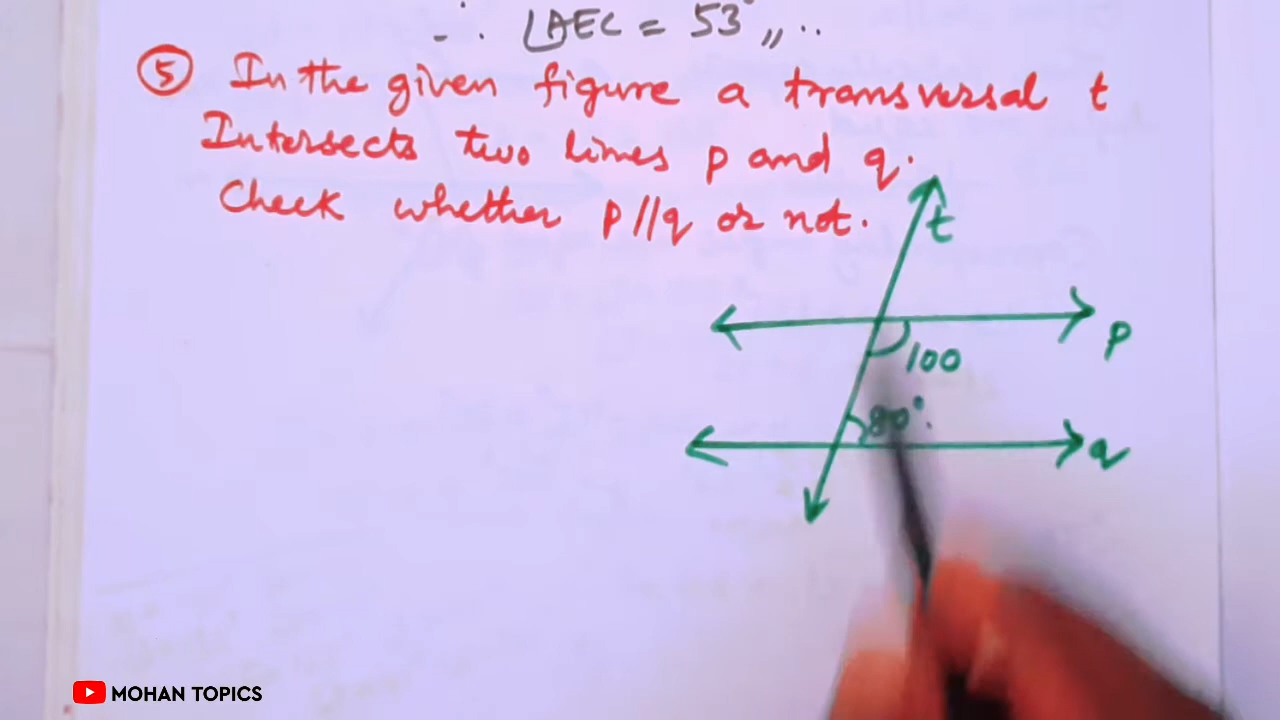 ∴ ∠AEC = 53°,,..
5 In the given figure a transversal t
Intersects two lines p and q.
Check whether p//q or not.
t
p
100
80°.
q
MOHAN TOPICS